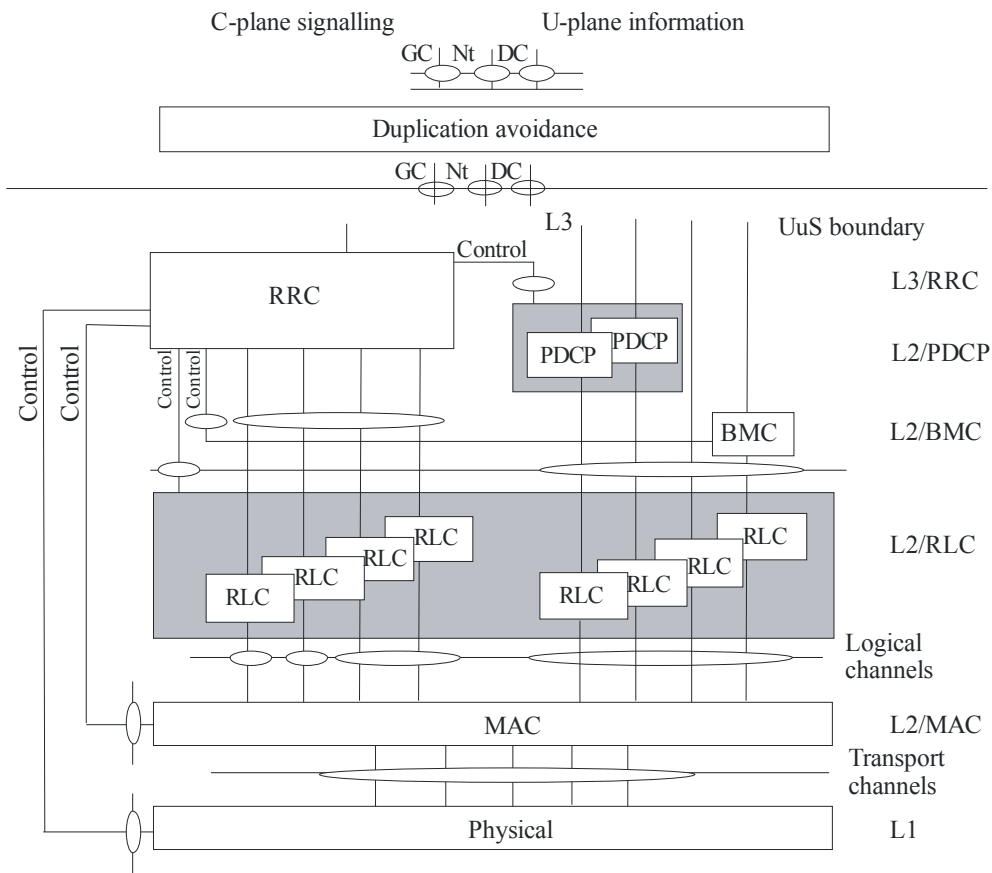 C-plane signalling
U-plane information
GC Nt DC
Duplication avoidance
GC Nt DC
L3
UuS boundary
Control
RRC
L3/RRC
Control
Control
Control
Control
PDCP
PDCP
L2/PDCP
BMC
L2/BMC
RLC
RLC
RLC
RLC
RLC
RLC
RLC
RLC
L2/RLC
Logical
channels
MAC
L2/MAC
Transport
channels
Physical
L1